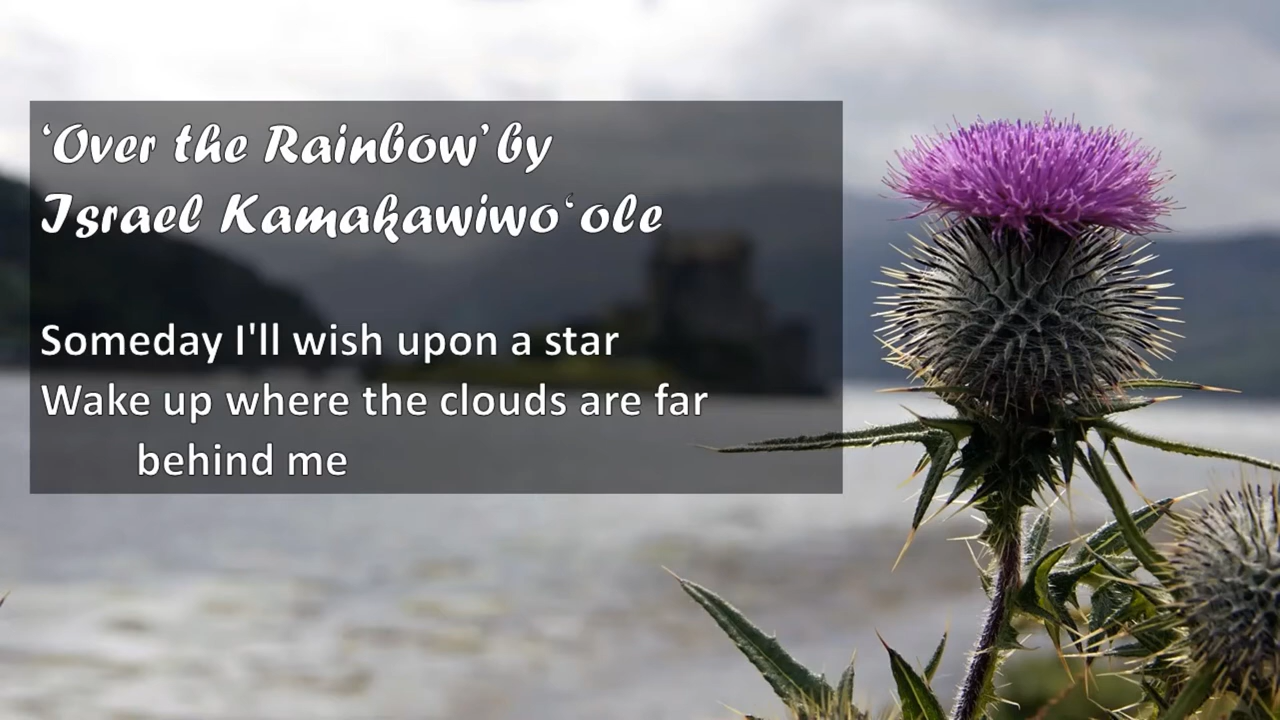 ‘Over the Rainbow’ by
Israel Kamakawiwo‘ole
Someday I'll wish upon a star
Wake up where the clouds are far
behind me